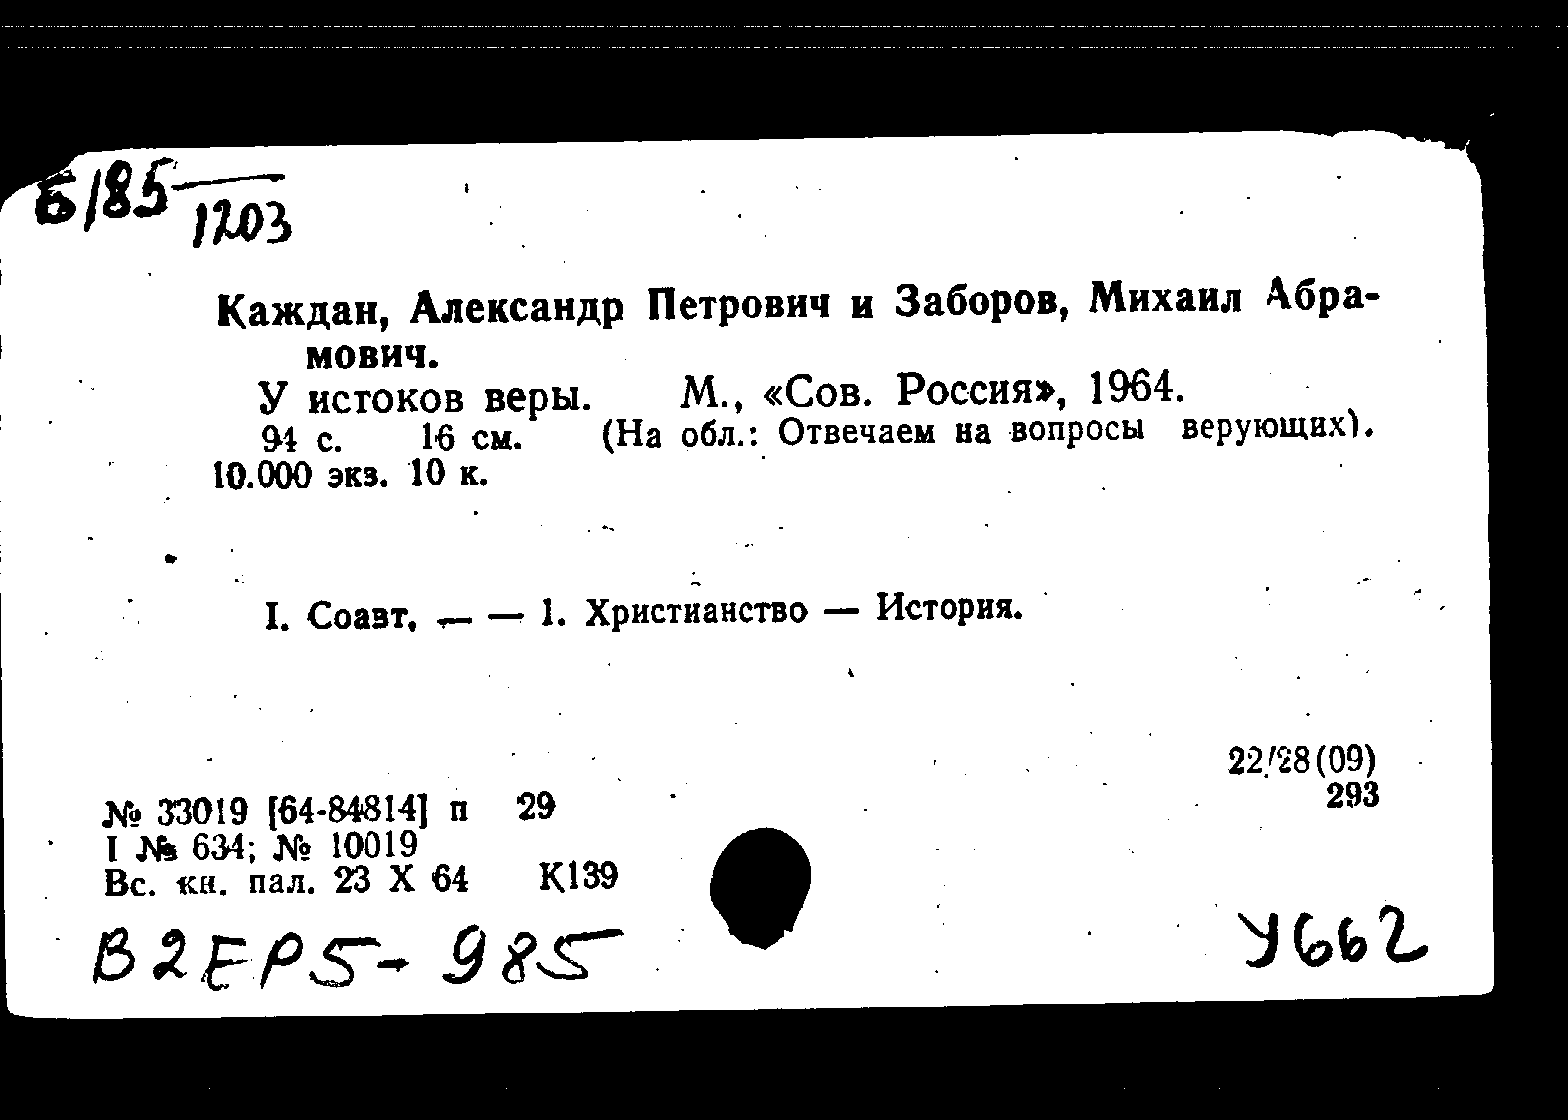 Б185
1203
Каждан, Александр Петрович и Заборов, Михаил Абра-
мович.
У истоков веры. М., «Сов. Россия», 1964.
94 с. 16 см. (На обл.: Отвечаем на вопросы верующих).
10.000 экз. 10 к.
I. Соавт. — — 1. Христианство — История.
22/28(09)
293
№ 33019 [64-84814] п 29
I № 634; № 10019
Вс. кн. пал. 23 X 64 К139
В2ЕР5-985
У662